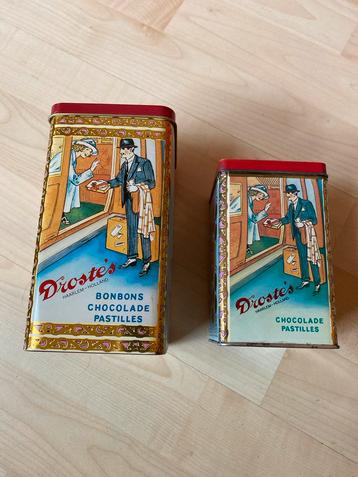 Droste's
HAARLEM-HOLLAND
BONBONS
CHOCOLADE
PASTILLES
Droste's
HAARLEM-HOLLAND
CHOCOLADE
PASTILLES